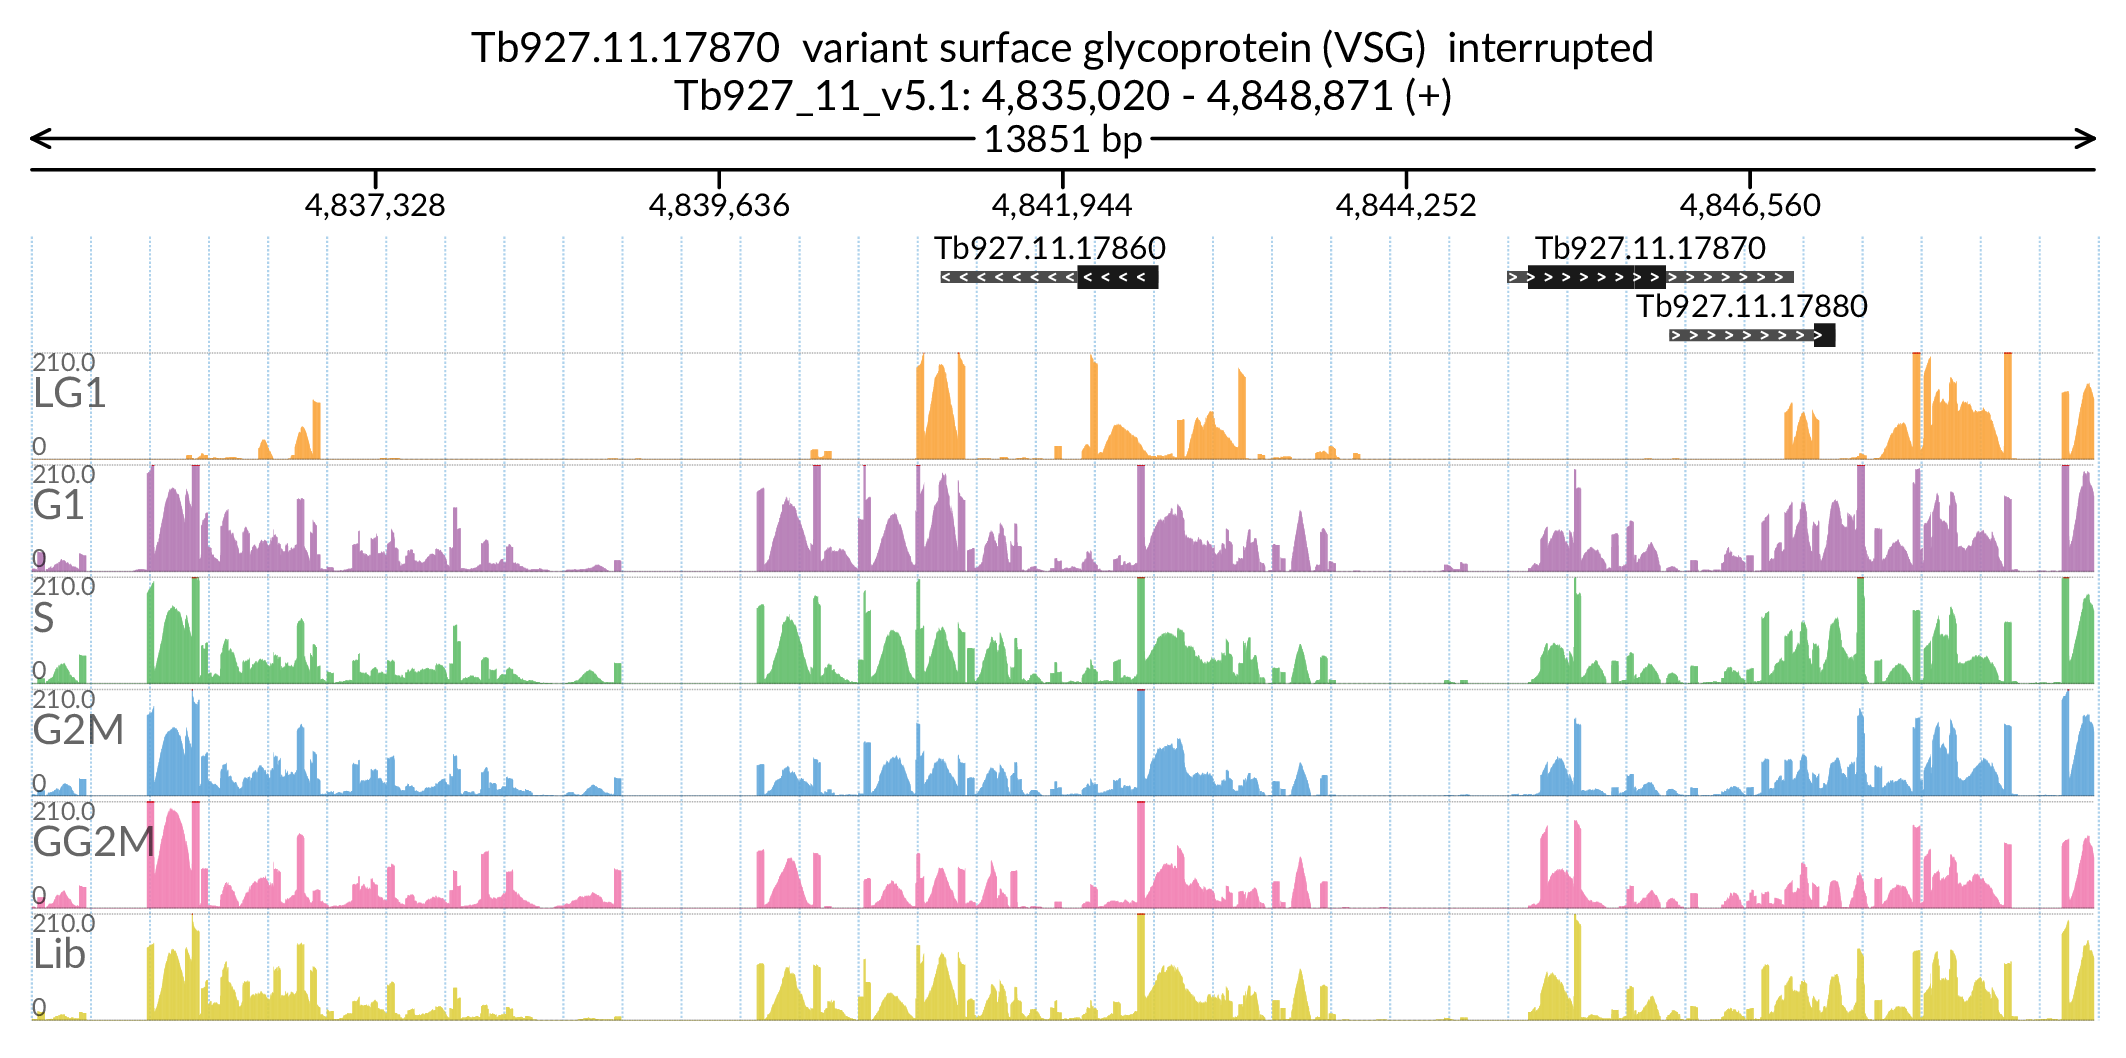 Tb927.11.17870  variant surface glycoprotein (VSG)  interrupted
Tb927_11_v5.1: 4,835,020 - 4,848,871 (+)
13851 bp
4,837,328 4,839,636 4,841,944 4,844,252 4,846,560
Tb927.11.17860 Tb927.11.17870
Tb927.11.17880
210.0
LG1
0
210.0
G1
0
210.0
S
0
210.0
G2M
0
210.0
GG2M
0
210.0
Lib
0